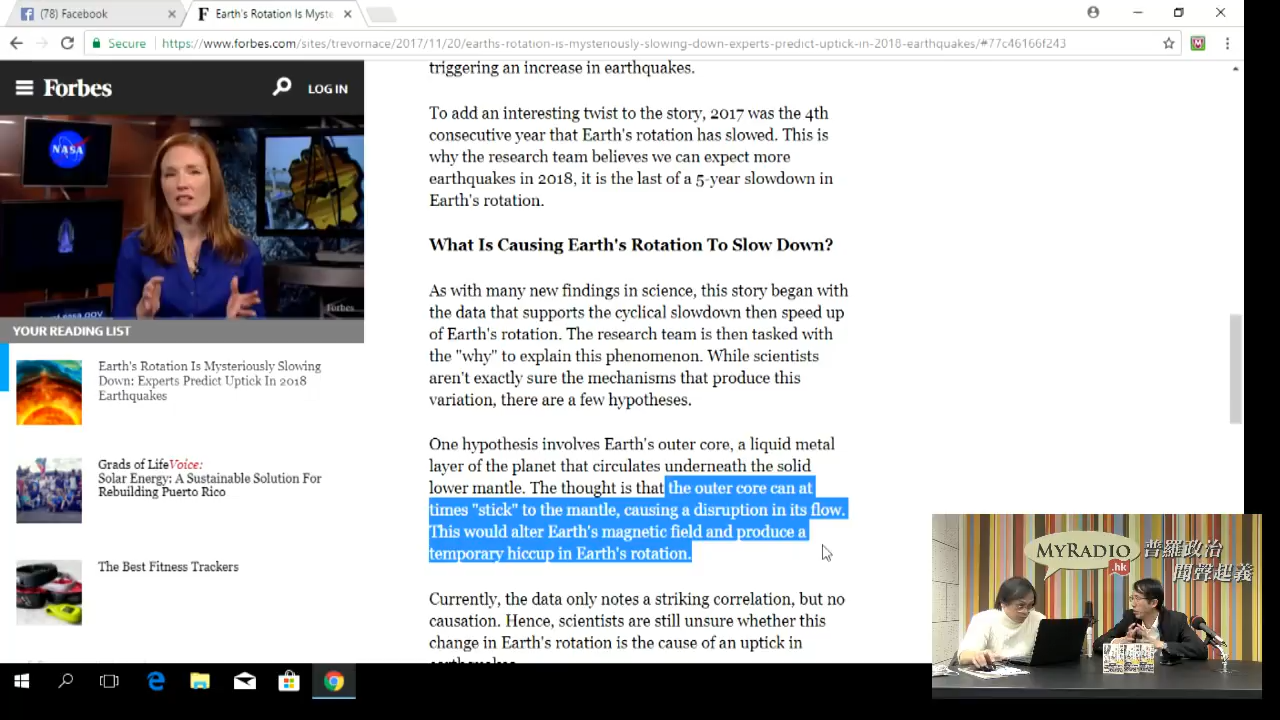 (78) Facebook
Earth's Rotation Is Myste
Secure
https://www.forbes.com/sites/trevornace/2017/11/20/earths-rotation-is-mysteriously-slowing-down-experts-predict-uptick-in-2018-earthquakes/#77c46166f243
Forbes
LOG IN
NASA
Forbes
YOUR READING LIST
Earth's Rotation Is Mysteriously Slowing
Down: Experts Predict Uptick In 2018
Earthquakes
Grads of LifeVoice:
Solar Energy: A Sustainable Solution For
Rebuilding Puerto Rico
The Best Fitness Trackers
triggering an increase in earthquakes.
To add an interesting twist to the story, 2017 was the 4th
consecutive year that Earth's rotation has slowed. This is
why the research team believes we can expect more
earthquakes in 2018, it is the last of a 5-year slowdown in
Earth's rotation.
What Is Causing Earth's Rotation To Slow Down?
As with many new findings in science, this story began with
the data that supports the cyclical slowdown then speed up
of Earth's rotation. The research team is then tasked with
the "why" to explain this phenomenon. While scientists
aren't exactly sure the mechanisms that produce this
variation, there are a few hypotheses.
One hypothesis involves Earth's outer core, a liquid metal
layer of the planet that circulates underneath the solid
lower mantle. The thought is that the outer core can at
times "stick" to the mantle, causing a disruption in its flow.
This would alter Earth's magnetic field and produce a
temporary hiccup in Earth's rotation.
Currently, the data only notes a striking correlation, but no
causation. Hence, scientists are still unsure whether this
change in Earth's rotation is the cause of an uptick in
earthquakes
MYRADIO
.hk
普羅政治
聞聲起義